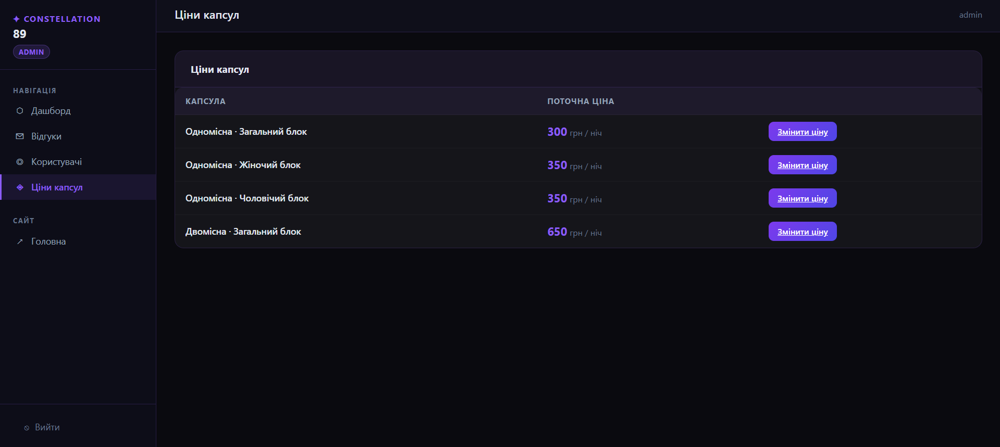 ✦ CONSTELLATION
89
ADMIN
НАВІГАЦІЯ
Дашборд
Відгуки
Користувачі
Ціни капсул
САЙТ
Головна
Вийти
Ціни капсул
admin
Ціни капсул
КАПСУЛА ПОТОЧНА ЦІНА
Одномісна · Загальний блок 300 грн / ніч Змінити ціну
Одномісна · Жіночий блок 350 грн / ніч Змінити ціну
Одномісна · Чоловічий блок 350 грн / ніч Змінити ціну
Двомісна · Загальний блок 650 грн / ніч Змінити ціну